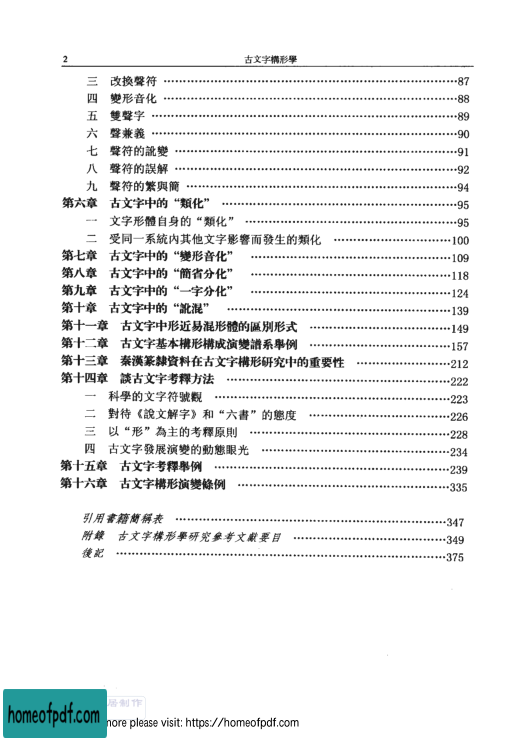 2 古文字構形學
三 改換聲符 ……87
四 變形音化 ……88
五 雙聲字 ……89
六 聲兼義 ……90
七 聲符的訛變 ……91
八 聲符的誤解 ……92
九 聲符的繁與簡 ……94
第六章 古文字中的“類化” ……95
一 文字形體自身的“類化” ……95
二 受同一系統內其他文字影響而發生的類化 ……100
第七章 古文字中的“變形音化” ……109
第八章 古文字中的“簡省分化” ……118
第九章 古文字中的“一字分化” ……124
第十章 古文字中的“訛混” ……139
第十一章 古文字中形近易混形體的區別形式 ……149
第十二章 古文字基本構形構成演變譜系舉例 ……157
第十三章 秦漢篆隸資料在古文字構形研究中的重要性 ……212
第十四章 談古文字考釋方法 ……222
一 科學的文字符號觀 ……223
二 對待《說文解字》和“六書”的態度 ……226
三 以“形”為主的考釋原則 ……228
四 古文字發展演變的動態眼光 ……234
第十五章 古文字考釋舉例 ……239
第十六章 古文字構形演變條例 ……335
引用書籍簡稱表 ……347
附錄 古文字構形學研究參考文獻要目 ……349
後記 ……375
制作
homeofpdf.com more please visit: https://homeofpdf.com